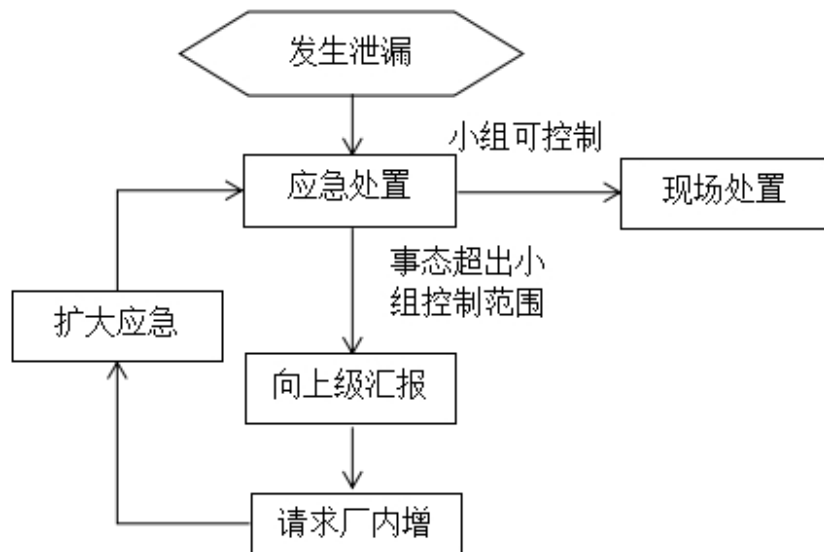 发生泄漏
小组可控制
应急处置
现场处置
事态超出小
组控制范围
扩大应急
向上级汇报
请求厂内增